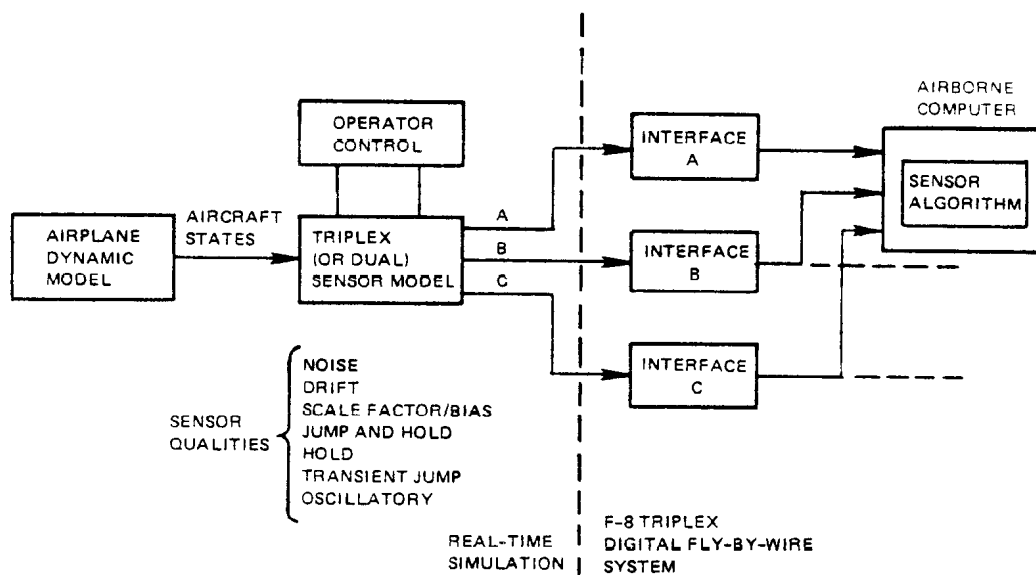 AIRBORNE
COMPUTER
OPERATOR
CONTROL
INTERFACE
A
SENSOR
ALGORITHM
AIRCRAFT
STATES
AIRPLANE
DYNAMIC
MODEL
TRIPLEX
(OR DUAL)
SENSOR MODEL
A
B
C
INTERFACE
B
INTERFACE
C
SENSOR
QUALITIES
NOISE
DRIFT
SCALE FACTOR/BIAS
JUMP AND HOLD
HOLD
TRANSIENT JUMP
OSCILLATORY
REAL-TIME
SIMULATION
F-8 TRIPLEX
DIGITAL FLY-BY-WIRE
SYSTEM